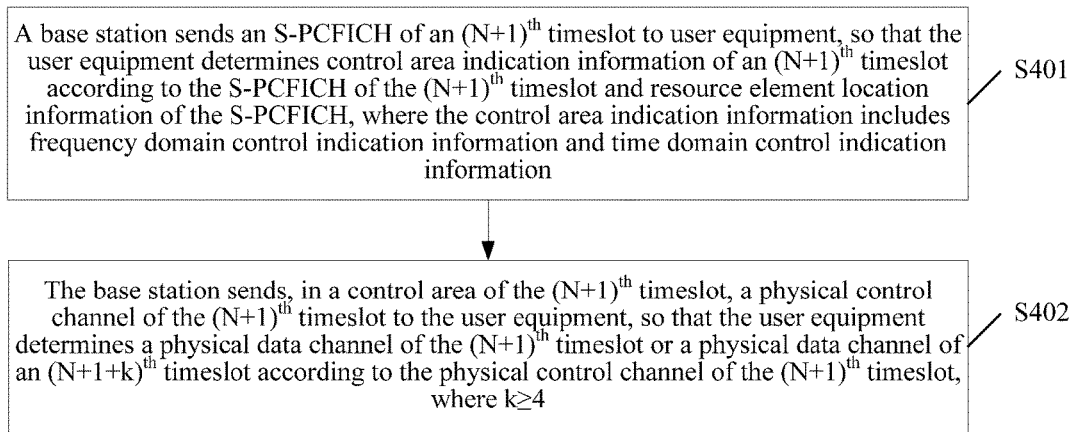 A base station sends an S-PCFICH of an (N+1)th timeslot to user equipment, so that the
user equipment determines control area indication information of an (N+1)th timeslot
according to the S-PCFICH of the (N+1)th timeslot and resource element location
information of the S-PCFICH, where the control area indication information includes
frequency domain control indication information and time domain control indication
information
S401
The base station sends, in a control area of the (N+1)th timeslot, a physical control
channel of the (N+1)th timeslot to the user equipment, so that the user equipment
determines a physical data channel of the (N+1)th timeslot or a physical data channel of
an (N+1+k)th timeslot according to the physical control channel of the (N+1)th timeslot,
where k≥4
S402